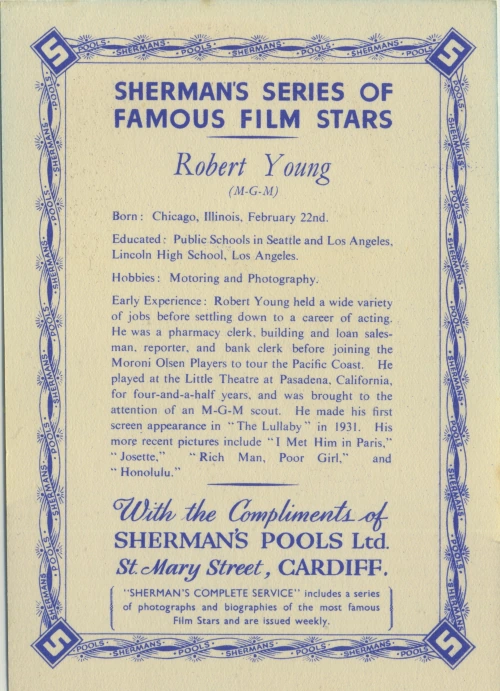 S POOLS SHERMANS POOLS SHERMANS POOLS SHERMANS POOLS S
SHERMAN'S SERIES OF
FAMOUS FILM STARS
Robert Young
(M-G-M)
Born: Chicago, Illinois, February 22nd.
Educated: Public Schools in Seattle and Los Angeles,
Lincoln High School, Los Angeles.
Hobbies: Motoring and Photography.
Early Experience: Robert Young held a wide variety
of jobs before settling down to a career of acting.
He was a pharmacy clerk, building and loan sales-
man, reporter, and bank clerk before joining the
Moroni Olsen Players to tour the Pacific Coast. He
played at the Little Theatre at Pasadena, California,
for four-and-a-half years, and was brought to the
attention of an M-G-M scout. He made his first
screen appearance in "The Lullaby" in 1931. His
more recent pictures include "I Met Him in Paris,"
"Josette," "Rich Man, Poor Girl," and
"Honolulu."
With the Compliments of
SHERMAN'S POOLS Ltd.
St. Mary Street, CARDIFF.
"SHERMAN'S COMPLETE SERVICE" includes a series
of photographs and biographies of the most famous
Film Stars and are issued weekly.
S POOLS SHERMANS POOLS SHERMANS POOLS SHERMANS POOLS S